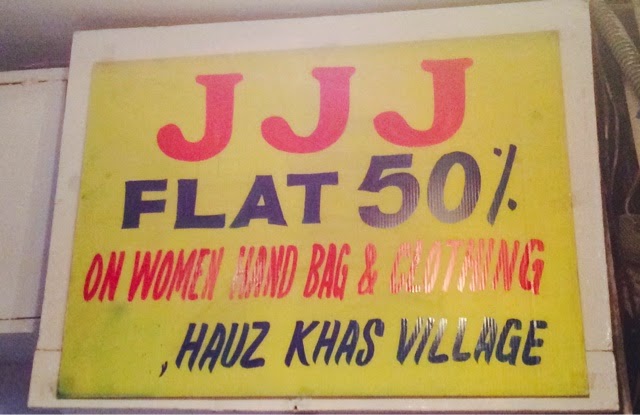 JJJ
FLAT 50%
ON WOMEN HAND BAG & CLOTHING
, HAUZ KHAS VILLAGE